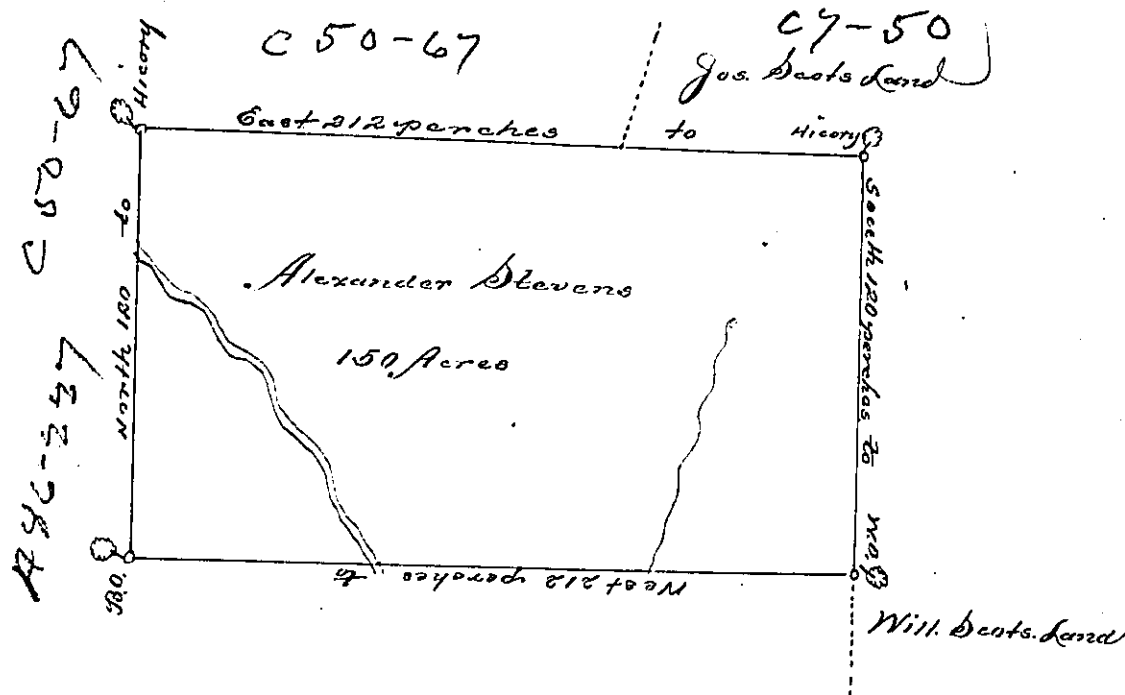 C 50-67
C7-50
Jos. Scots Land
C 50-67
Hicory
East 212 perches to Hicory
North 120 to
South 120 perches to W.O.
Alexander Stevens
150 Acres
West 212 perches to
B.O.
Will. Scots. Land